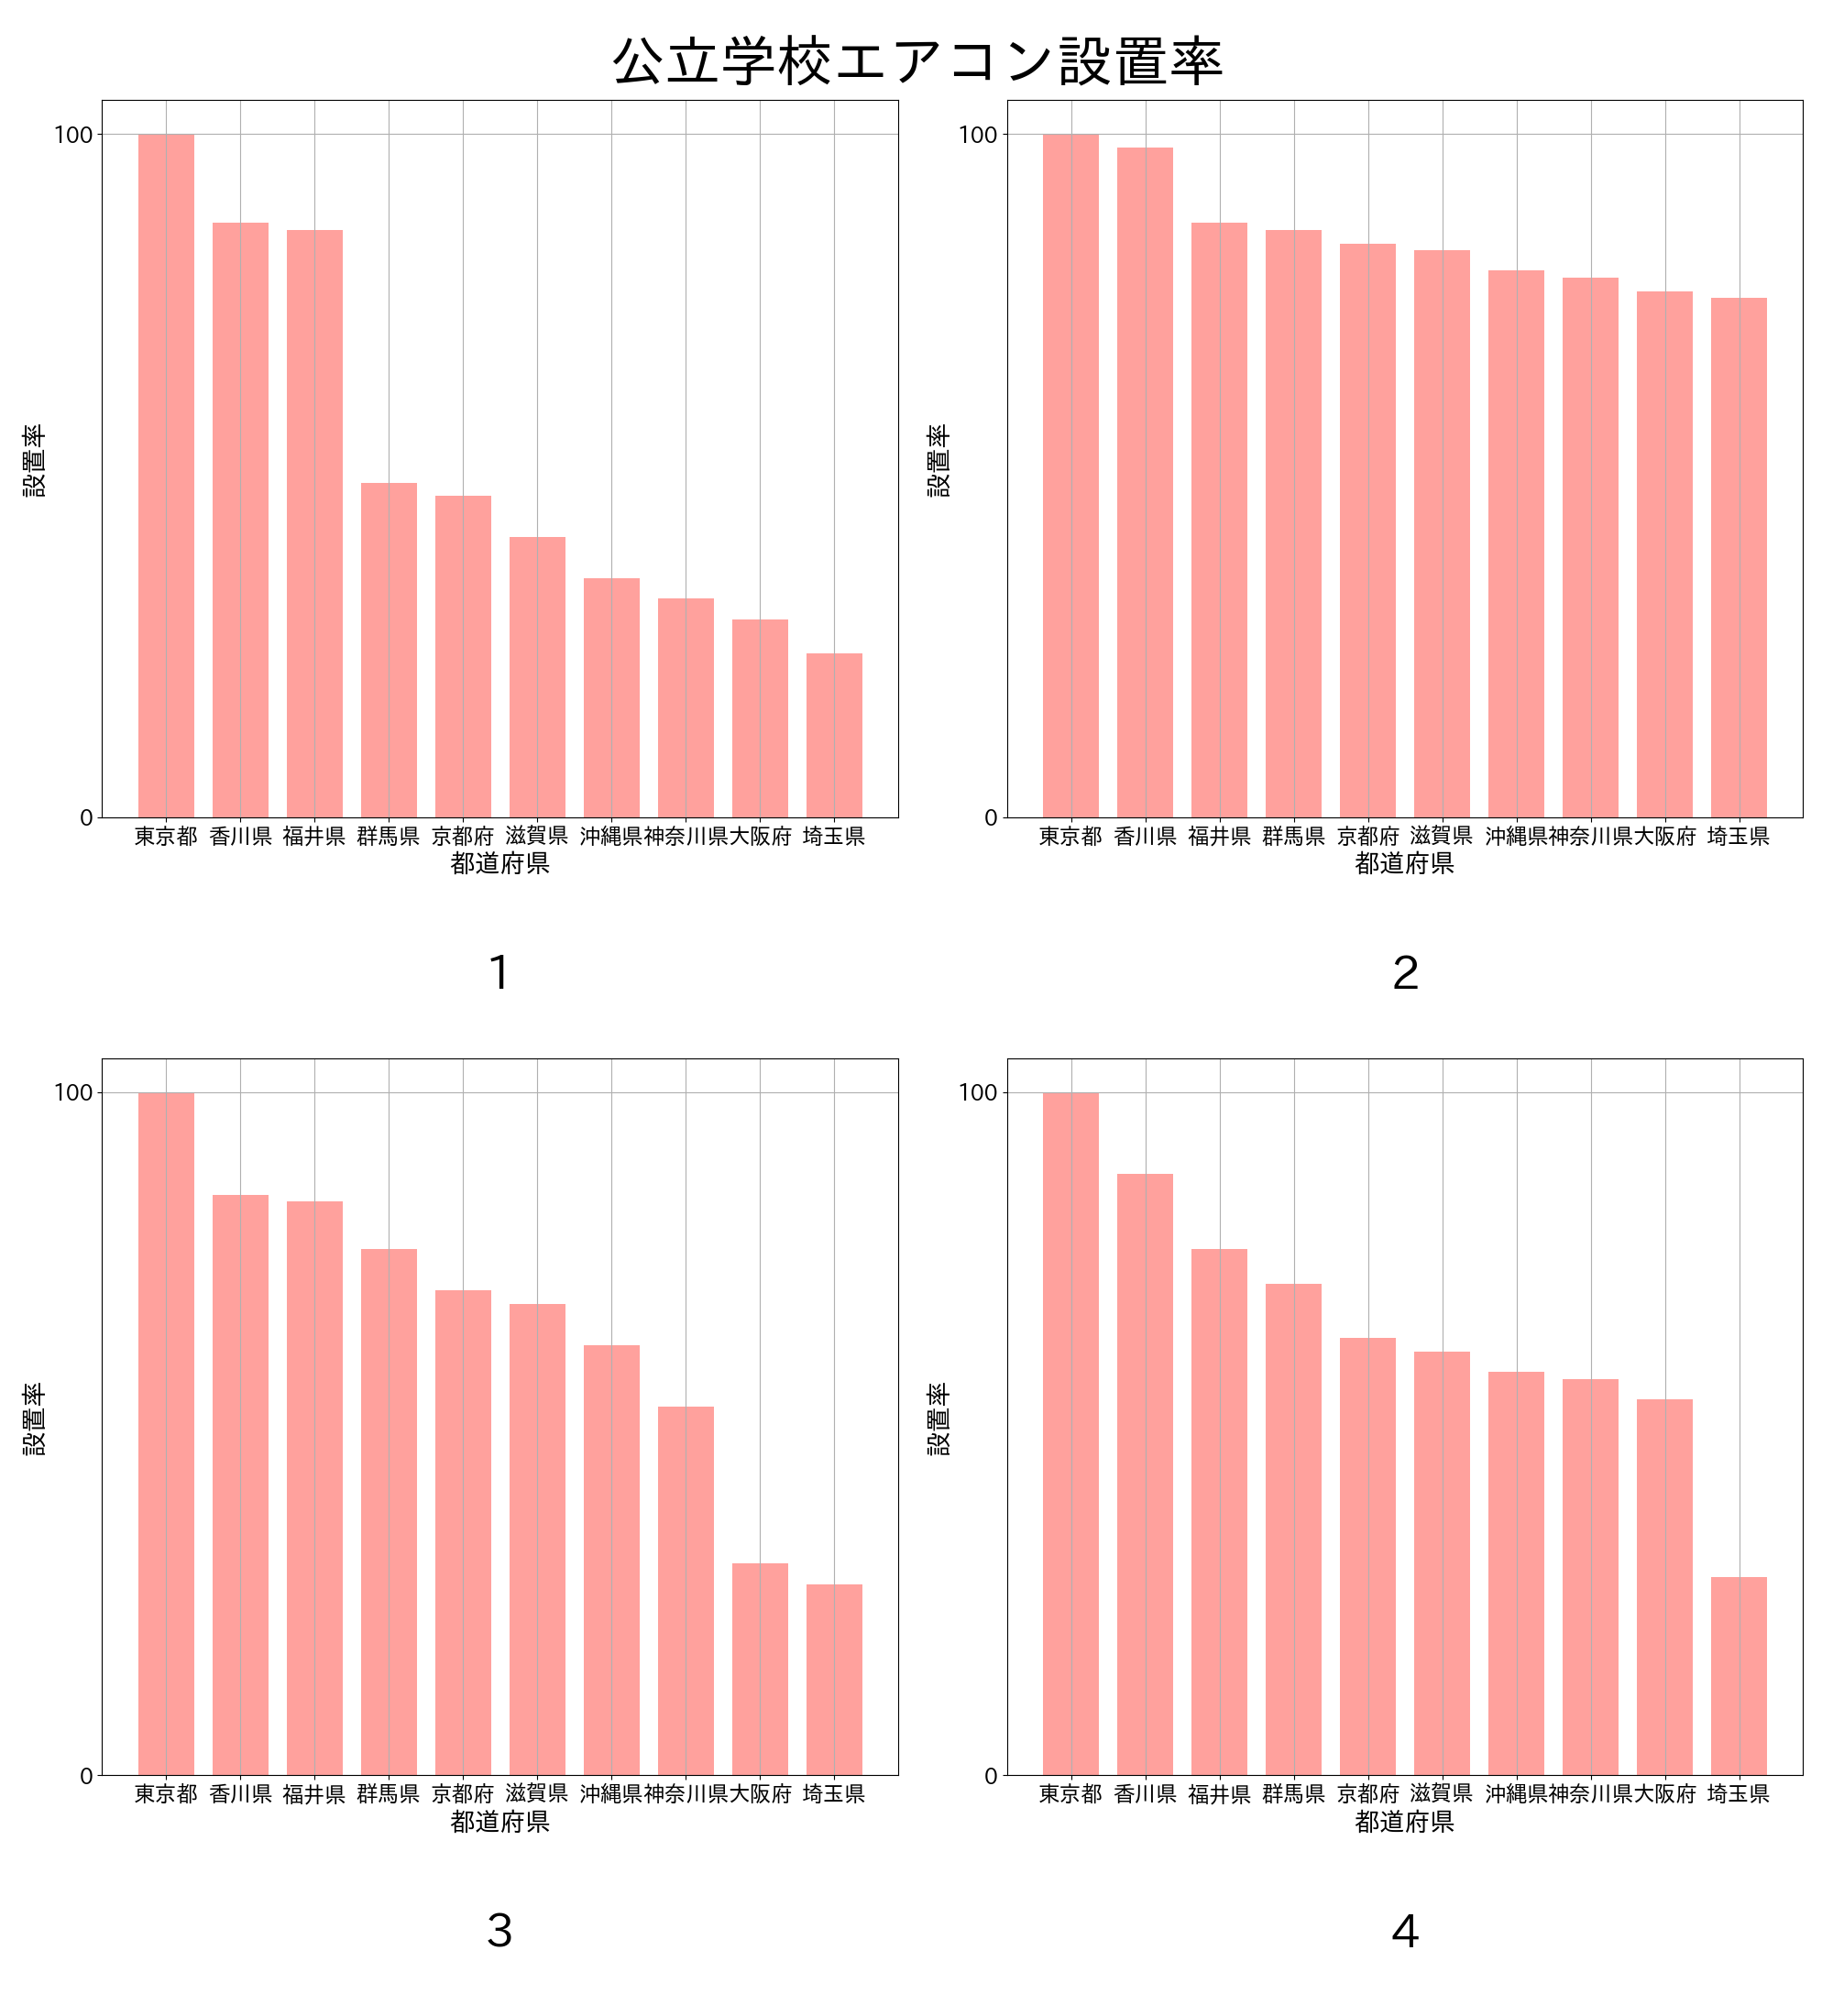 公立学校エアコン設置率
100
0
設置率
東京都 香川県 福井県 群馬県 京都府 滋賀県 沖縄県 神奈川県 大阪府 埼玉県
都道府県
1
100
0
設置率
東京都 香川県 福井県 群馬県 京都府 滋賀県 沖縄県 神奈川県 大阪府 埼玉県
都道府県
2
100
0
設置率
東京都 香川県 福井県 群馬県 京都府 滋賀県 沖縄県 神奈川県 大阪府 埼玉県
都道府県
3
100
0
設置率
東京都 香川県 福井県 群馬県 京都府 滋賀県 沖縄県 神奈川県 大阪府 埼玉県
都道府県
4